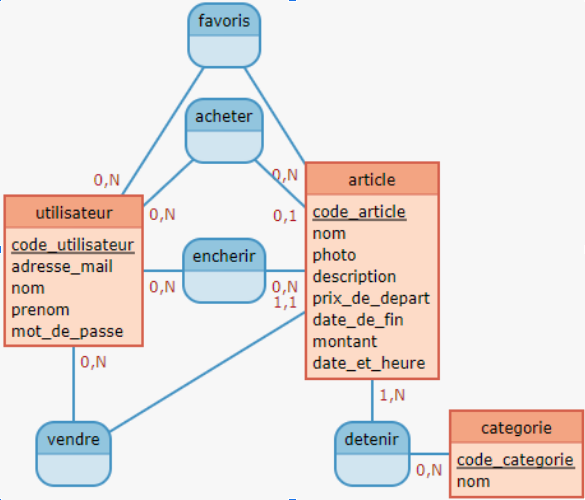 favoris
acheter
0,N
0,N
article
utilisateur
0,N
0,1
code_article
code_utilisateur
nom
adresse_mail
encherir
photo
nom
description
prenom
0,N
0,N
prix_de_depart
mot_de_passe
1,1
date_de_fin
montant
0,N
date_et_heure
1,N
vendre
detenir
categorie
0,N
code_categorie
nom